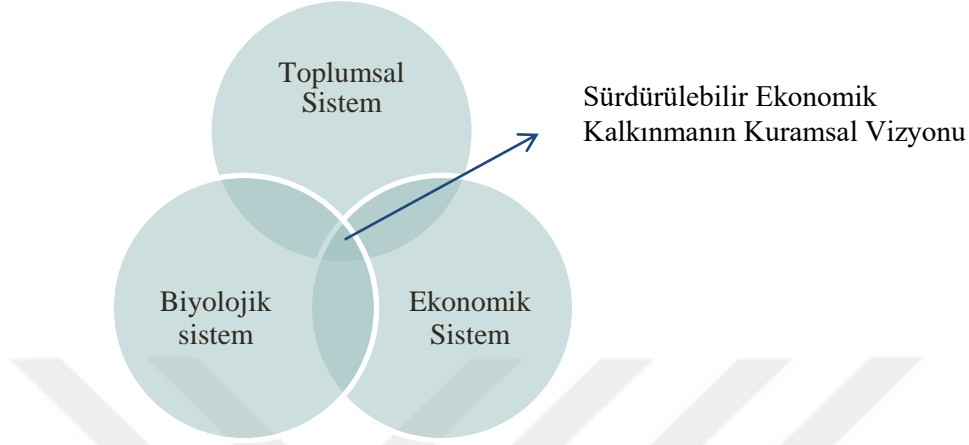 Toplumsal
Sistem
Sürdürülebilir Ekonomik
Kalkınmanın Kuramsal Vizyonu
Biyolojik
sistem
Ekonomik
Sistem